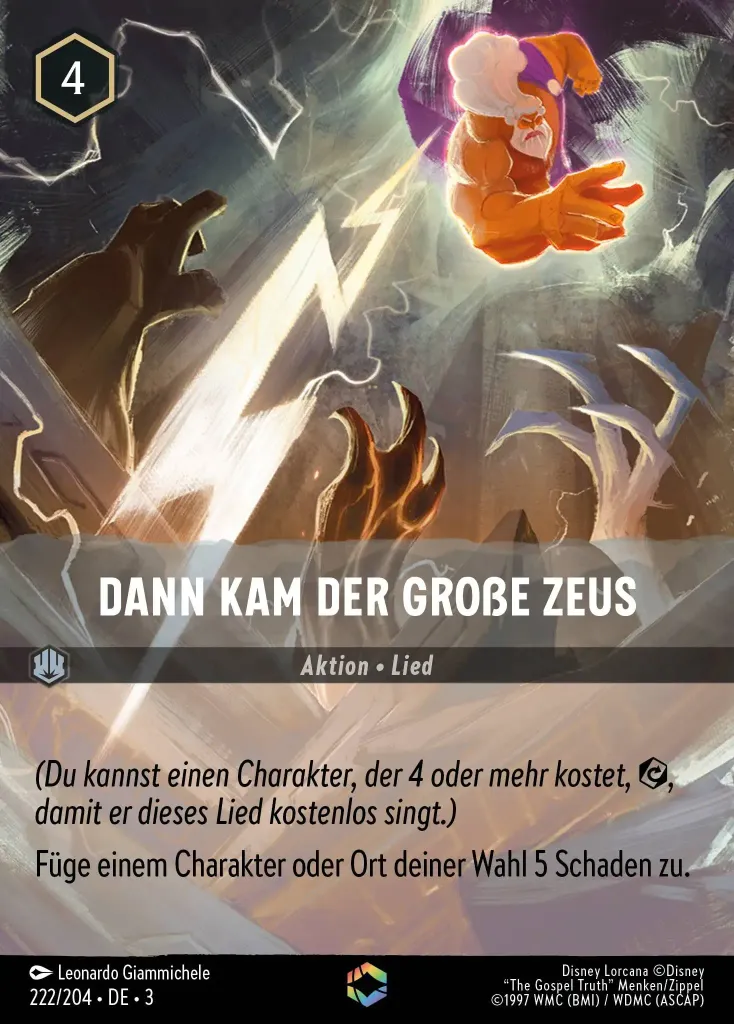 4
DANN KAM DER GROßE ZEUS
Aktion • Lied
(Du kannst einen Charakter, der 4 oder mehr kostet, ,
damit er dieses Lied kostenlos singt.)
Füge einem Charakter oder Ort deiner Wahl 5 Schaden zu.
Leonardo Giammichele
222/204 • DE • 3
Disney Lorcana ©Disney
“The Gospel Truth” Menken/Zippel
©1997 WMC (BMI) / WDMC (ASCAP)